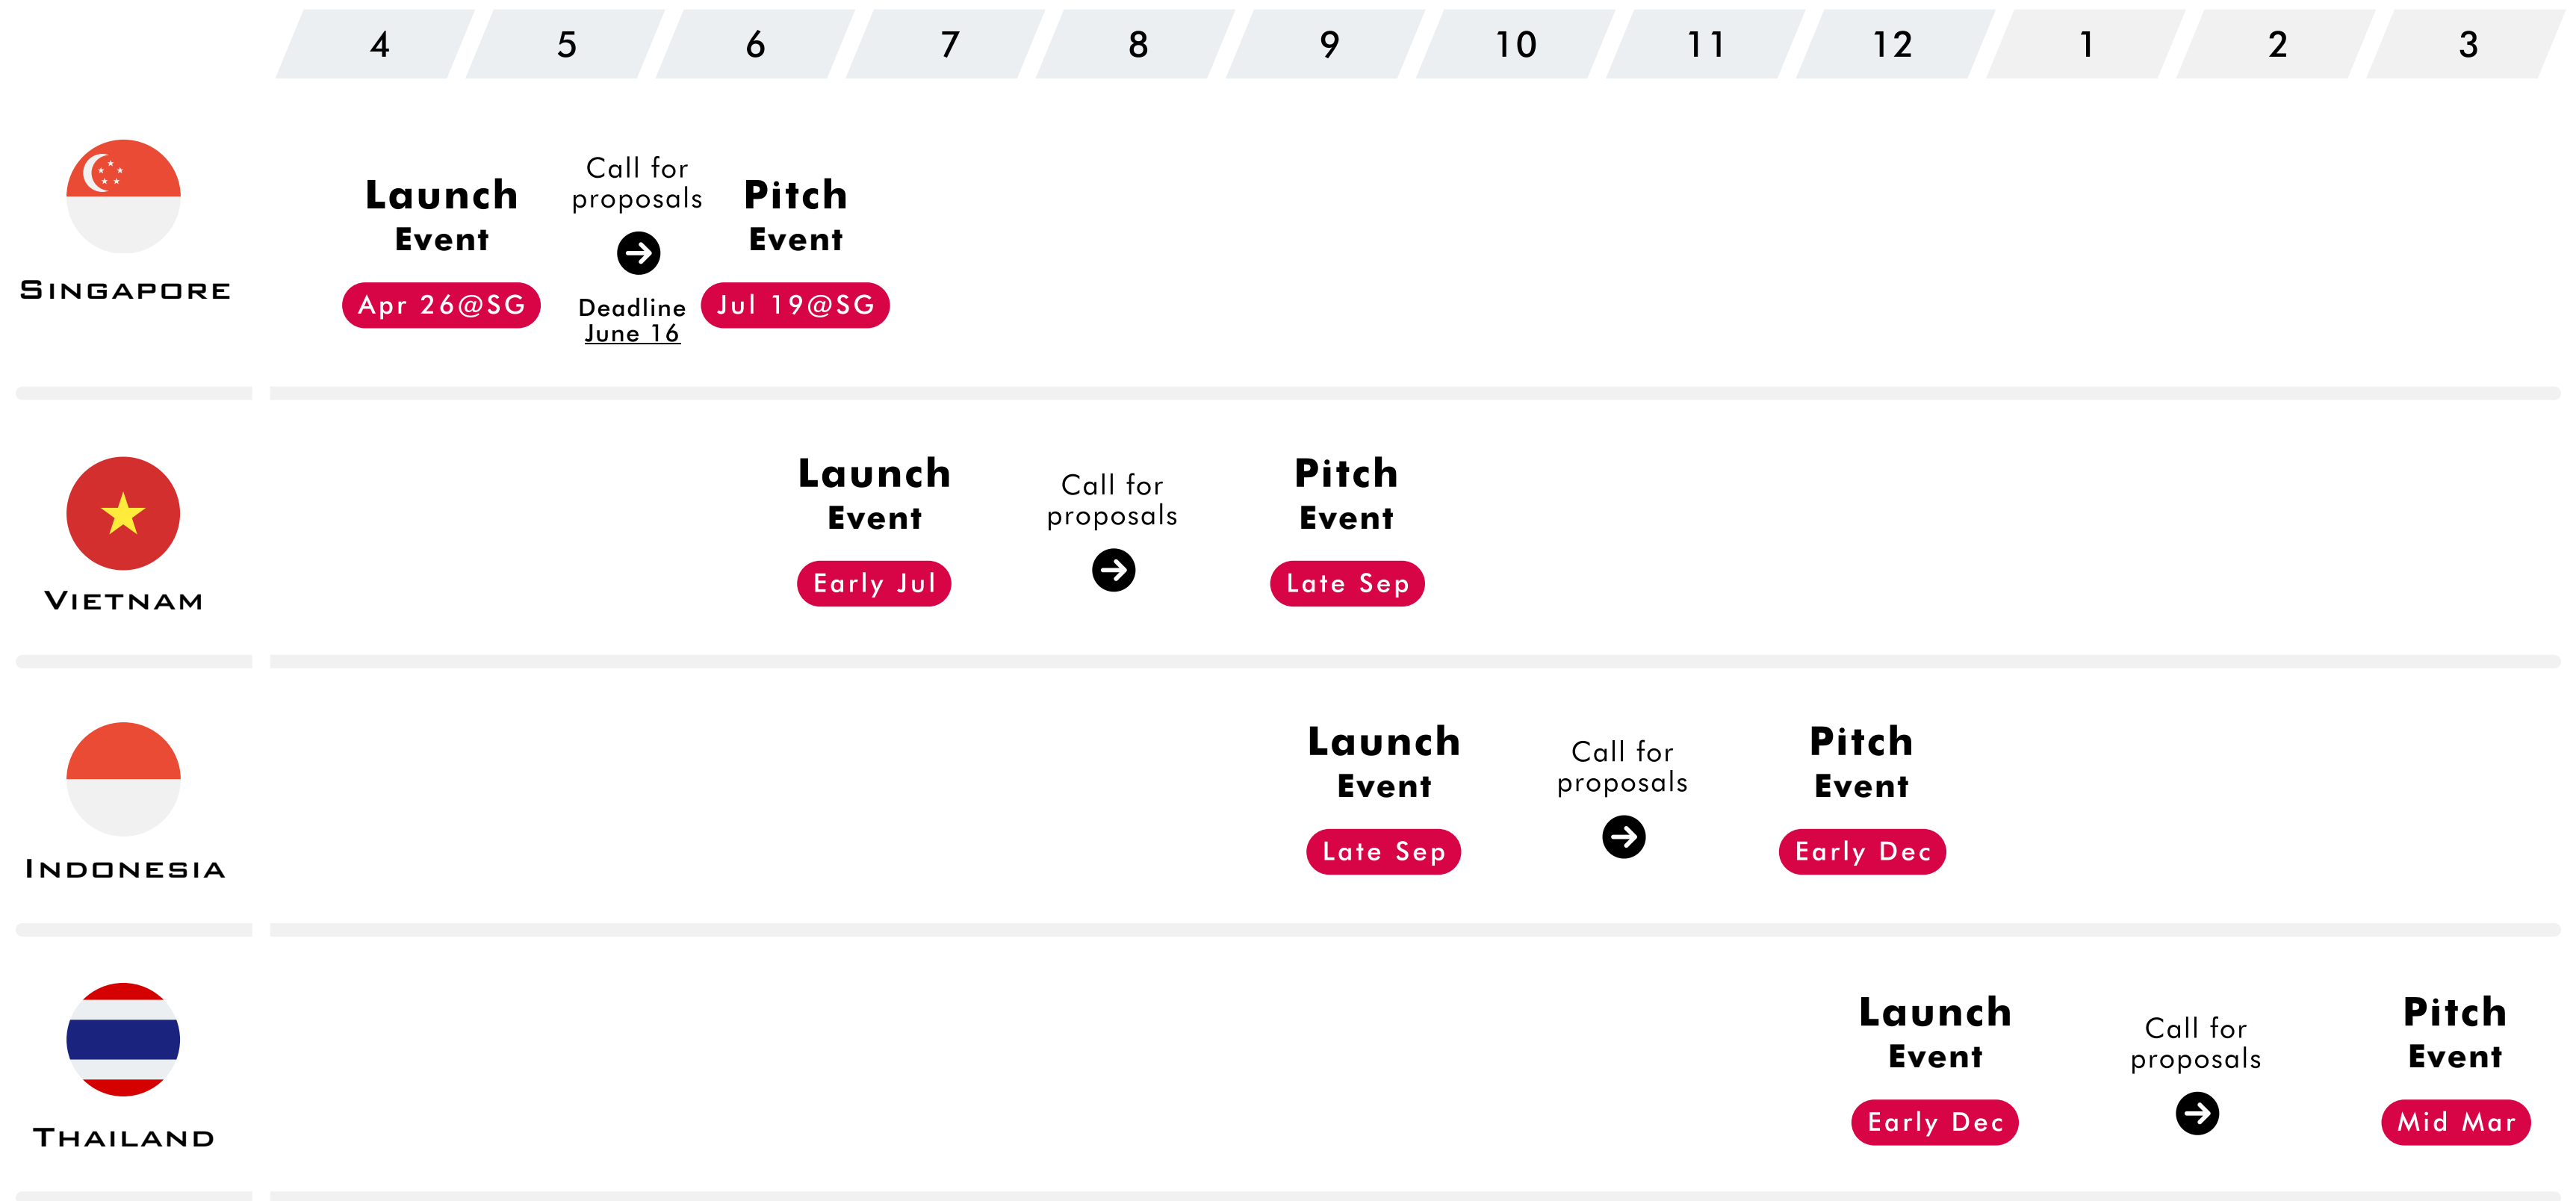 4 5 6 7 8 9 10 11 12 1 2 3
SINGAPORE
Launch
Event
Apr 26@SG
Call for
proposals
Deadline
June 16
Pitch
Event
Jul 19@SG
VIETNAM
Launch
Event
Early Jul
Call for
proposals
Pitch
Event
Late Sep
INDONESIA
Launch
Event
Late Sep
Call for
proposals
Pitch
Event
Early Dec
THAILAND
Launch
Event
Early Dec
Call for
proposals
Pitch
Event
Mid Mar